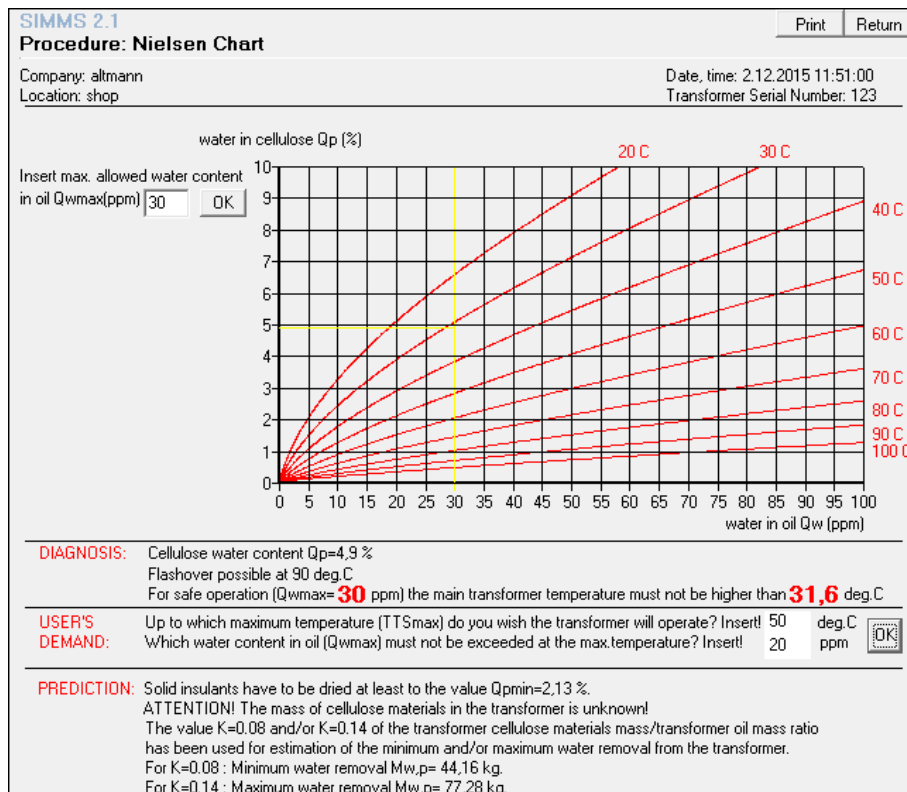 SIMMS 2.1
Print Return
Procedure: Nielsen Chart
Company: altmann
Date, time: 2.12.2015 11:51:00
Location: shop
Transformer Serial Number: 123
water in cellulose Qp (%)
20 C 30 C
Insert max. allowed water content
in oil Qwmax(ppm) 30 OK
10
9
8
7
6
5
4
3
2
1
0
40 C
50 C
60 C
70 C
80 C
90 C
100 C
0 5 10 15 20 25 30 35 40 45 50 55 60 65 70 75 80 85 90 95 100
water in oil Qw (ppm)
DIAGNOSIS: Cellulose water content Qp=4,9 %
Flashover possible at 90 deg.C
For safe operation (Qwmax= 30 ppm) the main transformer temperature must not be higher than 31,6 deg.C
USER'S Up to which maximum temperature (TTSmax) do you wish the transformer will operate? Insert! 50 deg.C
DEMAND: Which water content in oil (Qwmax) must not be exceeded at the max.temperature? Insert! 20 ppm OK
PREDICTION: Solid insulants have to be dried at least to the value Qpmin=2,13 %.
ATTENTION! The mass of cellulose materials in the transformer is unknown!
The value K=0.08 and/or K=0.14 of the transformer cellulose materials mass/transformer oil mass ratio
has been used for estimation of the minimum and/or maximum water removal from the transformer.
For K=0.08 : Minimum water removal Mw,p= 44,16 kg.
For K=0.14 : Maximum water removal Mw,p= 77,28 kg.